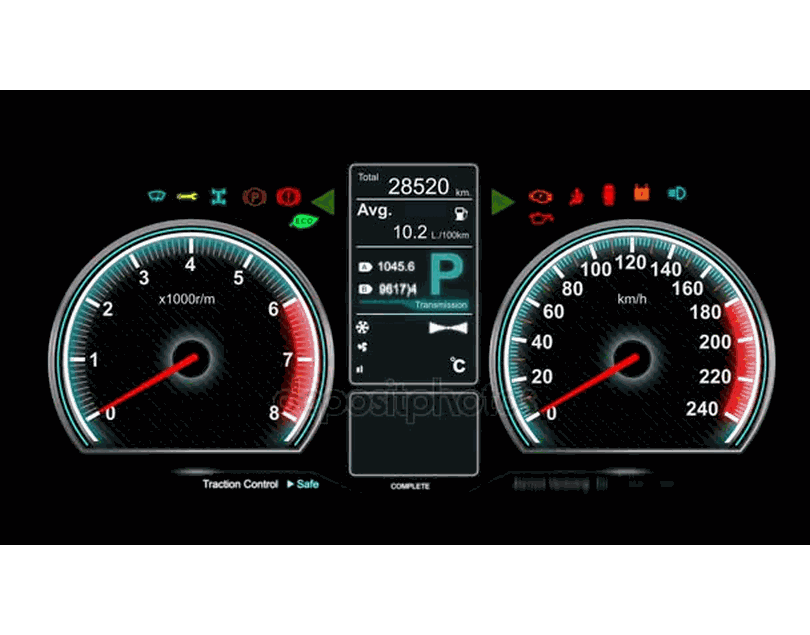 Total
28520 km.
Avg.
10.2 L./100km
A 1045.6
B
P
Transmission
°C
ECO
P
0
1
2
3
4
5
6
7
8
x1000r/m
0
20
40
60
80
100
120
140
160
180
200
220
240
km/h
depositphotos
Traction Control ▶ Safe
COMPLETE